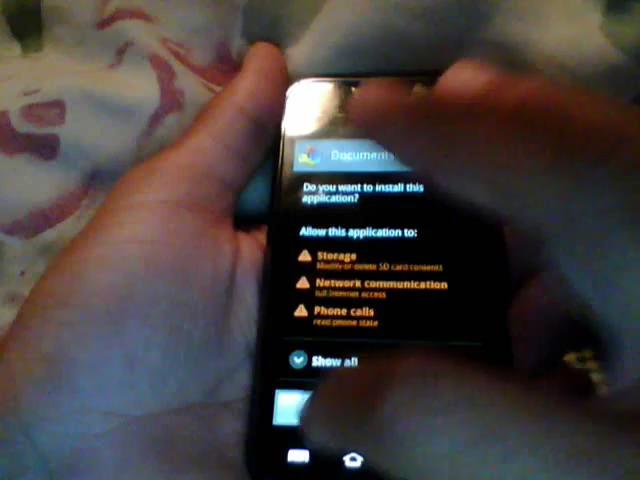 Documents
Do you want to install this
application?
Allow this application to:
Storage
Modify or delete SD card contents
Network communication
full Internet access
Phone calls
read phone state
Show all